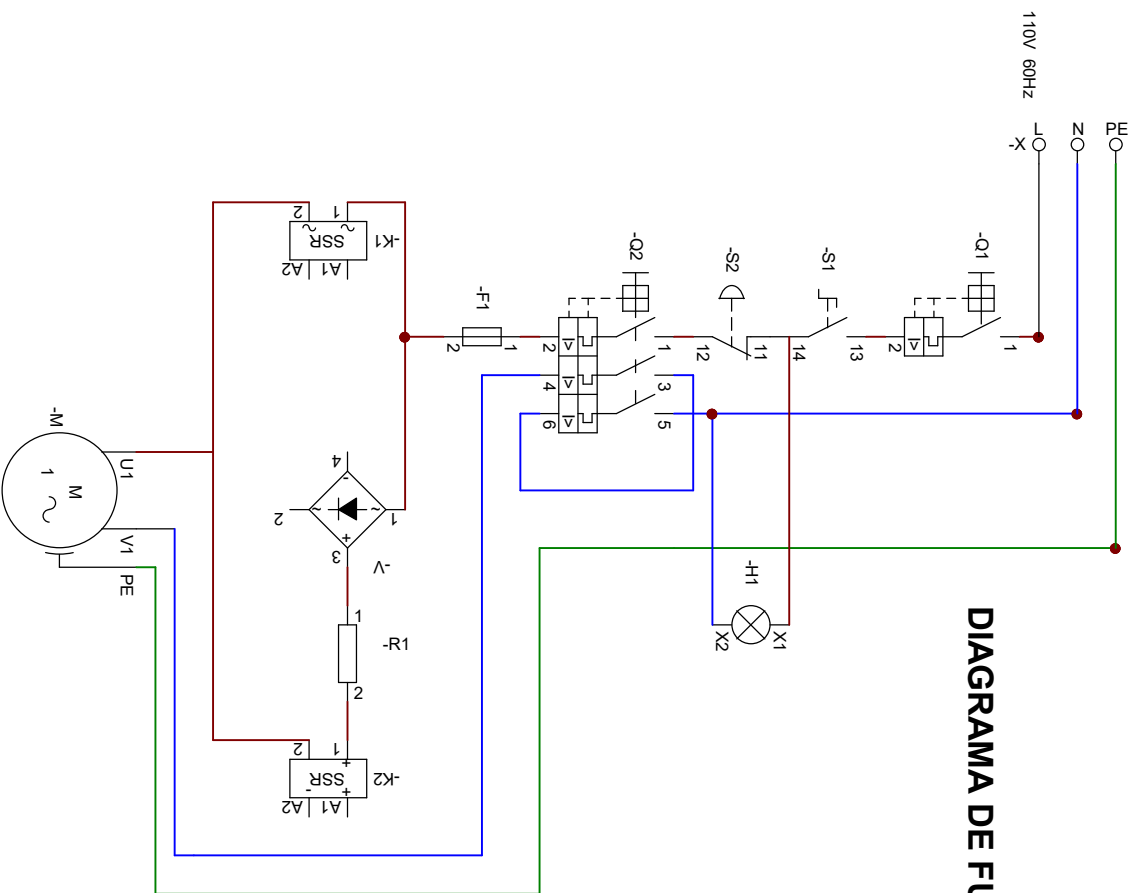 110V 60Hz
L
N
PE
-X
-Q2
-S2
-S1
-Q1
2
1
-K1
SSR
A2
A1
-F1
2
1
2
1
12
11
14
13
2
1
4
3
6
5
-M
M
1
U1
V1
PE
4
-
2
~
~
1
+
3
-V
1
-R1
2
-H1
X2
X1
2
1
+
-K2
SSR
-
+
A2
A1
DIAGRAMA DE FU